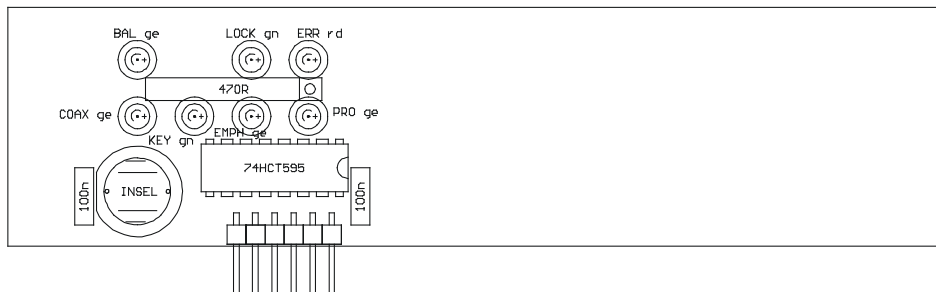 BAL ge
LOCK gn
ERR rd
470R
COAX ge
PRO ge
KEY gn
EMPH ge
74HCT595
100n
INSEL
100n